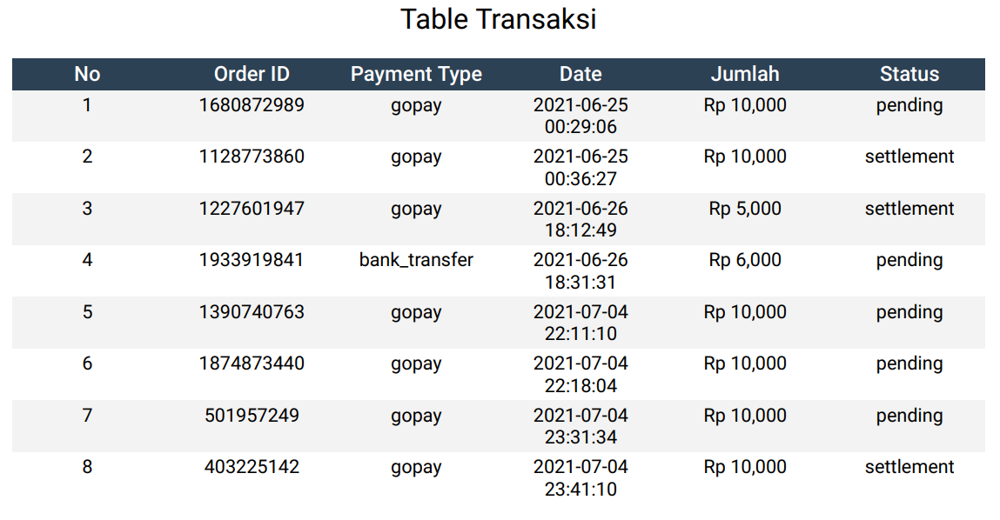 Table Transaksi
No Order ID Payment Type Date Jumlah Status
1 1680872989 gopay 2021-06-25 Rp 10,000 pending
00:29:06
2 1128773860 gopay 2021-06-25 Rp 10,000 settlement
00:36:27
3 1227601947 gopay 2021-06-26 Rp 5,000 settlement
18:12:49
4 1933919841 bank_transfer 2021-06-26 Rp 6,000 pending
18:31:31
5 1390740763 gopay 2021-07-04 Rp 10,000 pending
22:11:10
6 1874873440 gopay 2021-07-04 Rp 10,000 pending
22:18:04
7 501957249 gopay 2021-07-04 Rp 10,000 pending
23:31:34
8 403225142 gopay 2021-07-04 Rp 10,000 settlement
23:41:10